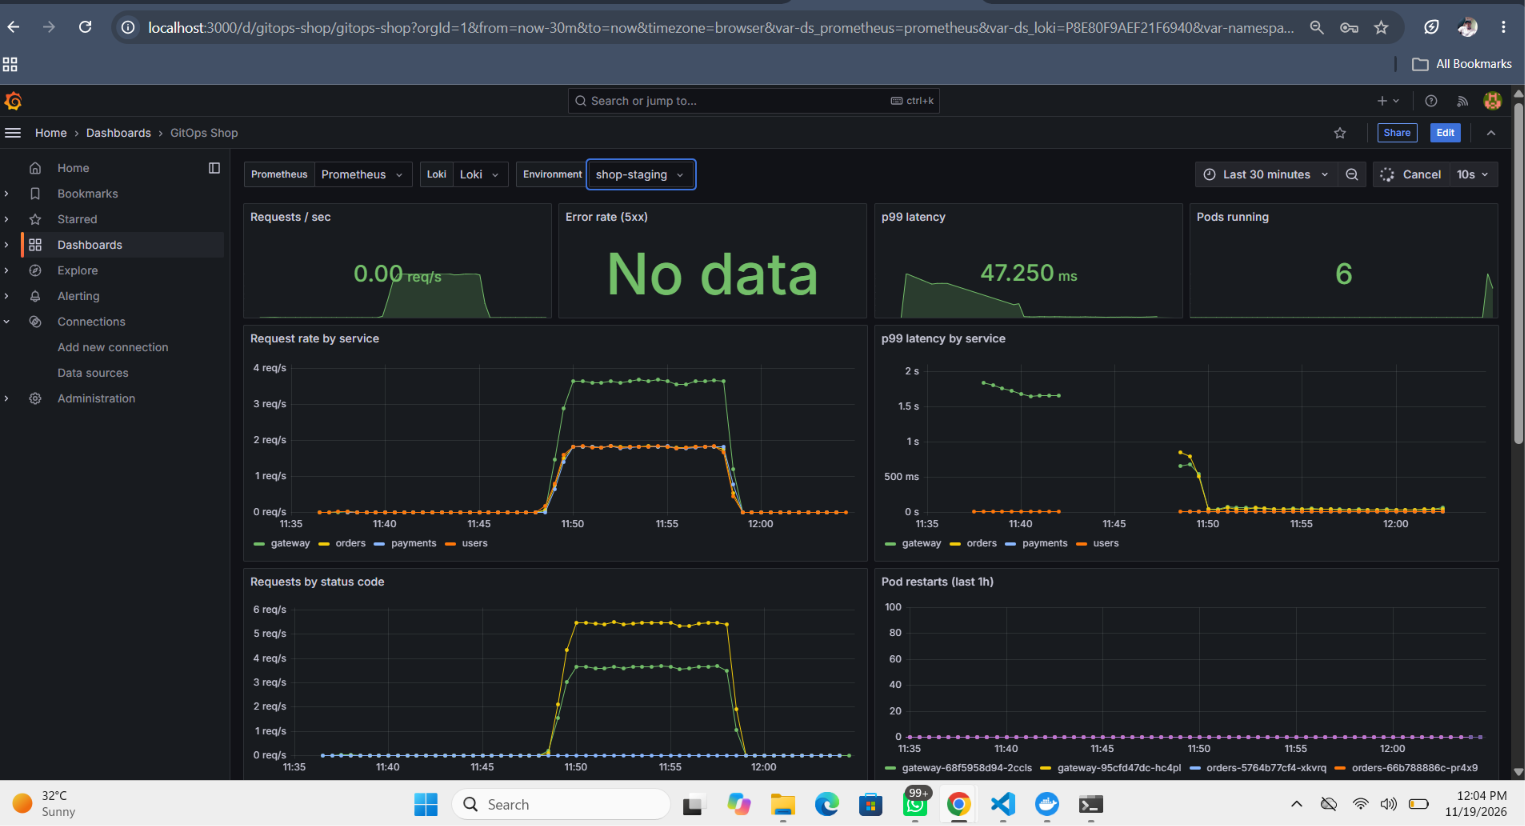 localhost:3000/d/gitops-shop/gitops-shop?orgId=1&from=now-30m&to=now&timezone=browser&var-ds_prometheus=prometheus&var-ds_loki=P8E80F9AEF21F6940&var-namespa...
All Bookmarks
Search or jump to... ctrl+k
Home › Dashboards › GitOps Shop
Share
Edit
Home
Bookmarks
Starred
Dashboards
Explore
Alerting
Connections
Add new connection
Data sources
Administration
Prometheus Prometheus Loki Loki Environment shop-staging
Last 30 minutes Cancel 10s
Requests / sec
0.00 req/s
Error rate (5xx)
No data
p99 latency
47.250 ms
Pods running
6
Request rate by service
4 req/s
3 req/s
2 req/s
1 req/s
0 req/s
11:35 11:40 11:45 11:50 11:55 12:00
gateway orders payments users
p99 latency by service
2 s
1.5 s
1 s
500 ms
0 s
11:35 11:40 11:45 11:50 11:55 12:00
gateway orders payments users
Requests by status code
6 req/s
5 req/s
4 req/s
3 req/s
2 req/s
1 req/s
0 req/s
11:35 11:40 11:45 11:50 11:55 12:00
Pod restarts (last 1h)
100
80
60
40
20
0
11:35 11:40 11:45 11:50 11:55 12:00
gateway-68f5958d94-2ccls gateway-95cfd47dc-hc4pl orders-5764b77cf4-xkvrq orders-66b788886c-pr4x9
32°C
Sunny
Search
99+
12:04 PM
11/19/2026